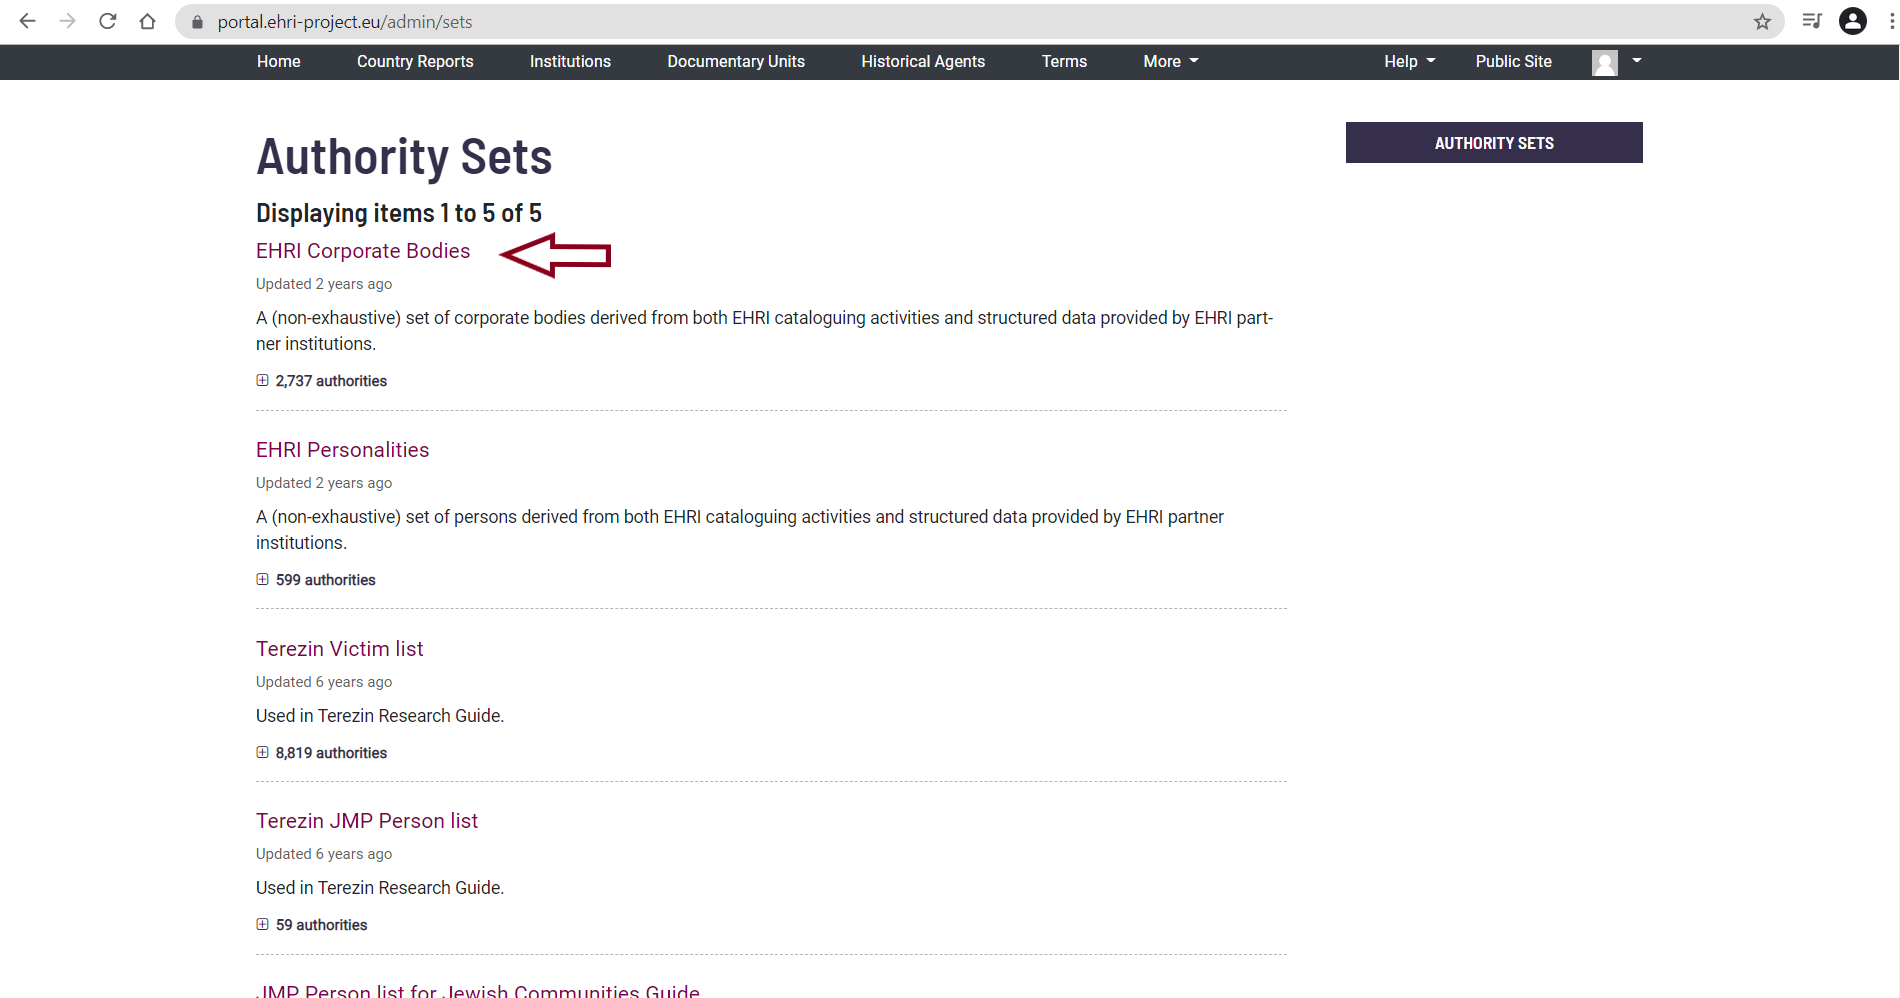 portal.ehri-project.eu/admin/sets
Home Country Reports Institutions Documentary Units Historical Agents Terms More Help Public Site
Authority Sets
AUTHORITY SETS
Displaying items 1 to 5 of 5
EHRI Corporate Bodies
Updated 2 years ago
A (non-exhaustive) set of corporate bodies derived from both EHRI cataloguing activities and structured data provided by EHRI part-
ner institutions.
2,737 authorities
EHRI Personalities
Updated 2 years ago
A (non-exhaustive) set of persons derived from both EHRI cataloguing activities and structured data provided by EHRI partner
institutions.
599 authorities
Terezin Victim list
Updated 6 years ago
Used in Terezin Research Guide.
8,819 authorities
Terezin JMP Person list
Updated 6 years ago
Used in Terezin Research Guide.
59 authorities
JMP Person list for Jewish Communities Guide